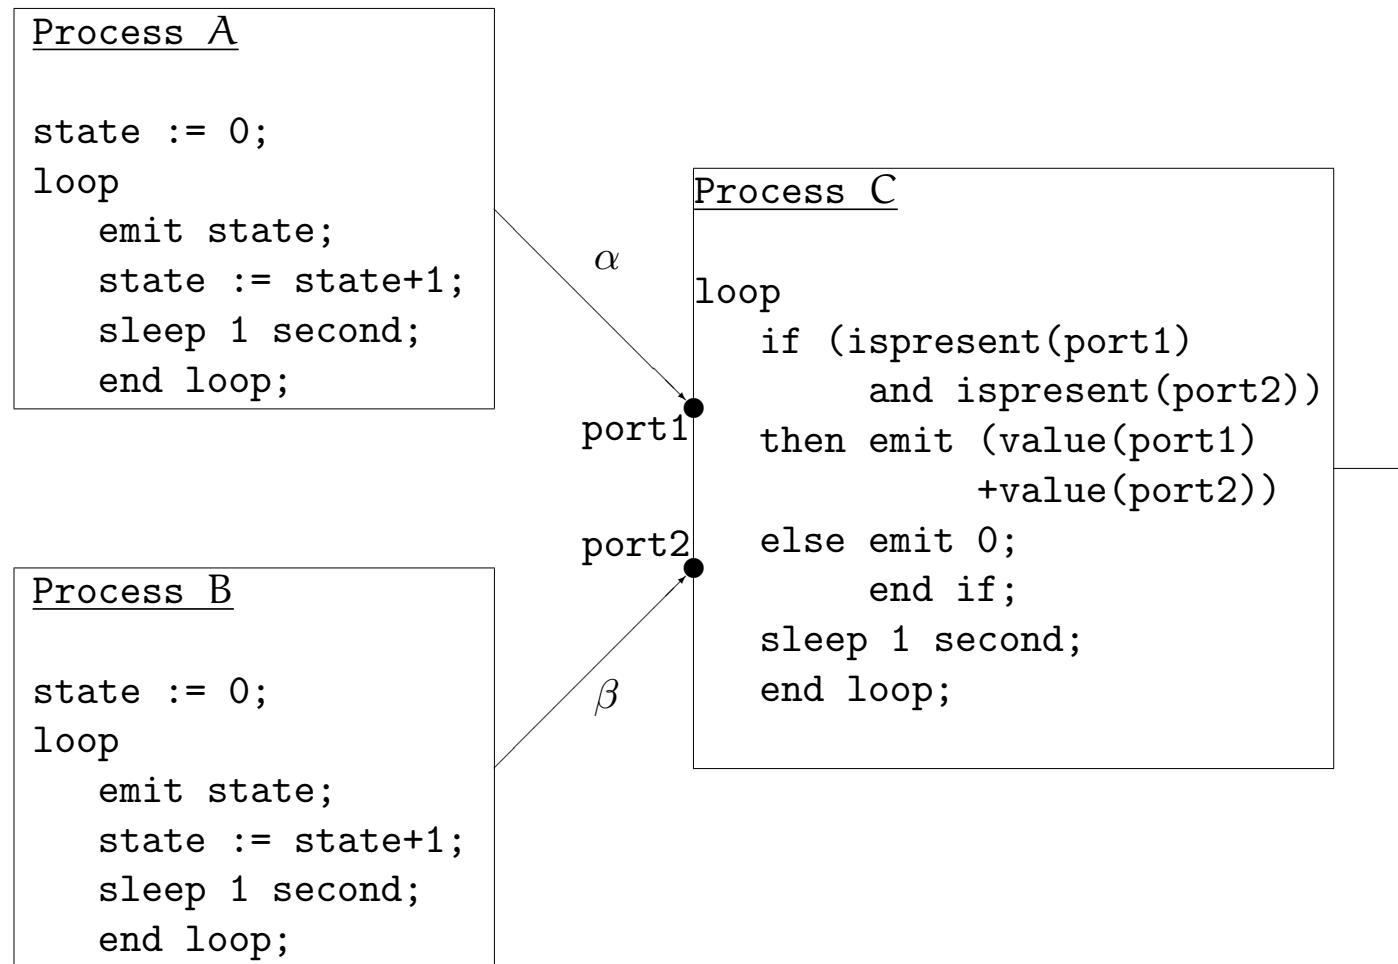 Process A
state := 0;
loop
emit state;
state := state+1;
sleep 1 second;
end loop;
α
port1
port2
β
Process B
state := 0;
loop
emit state;
state := state+1;
sleep 1 second;
end loop;
Process C
loop
if (ispresent(port1)
and ispresent(port2))
then emit (value(port1)
+value(port2))
else emit 0;
end if;
sleep 1 second;
end loop;